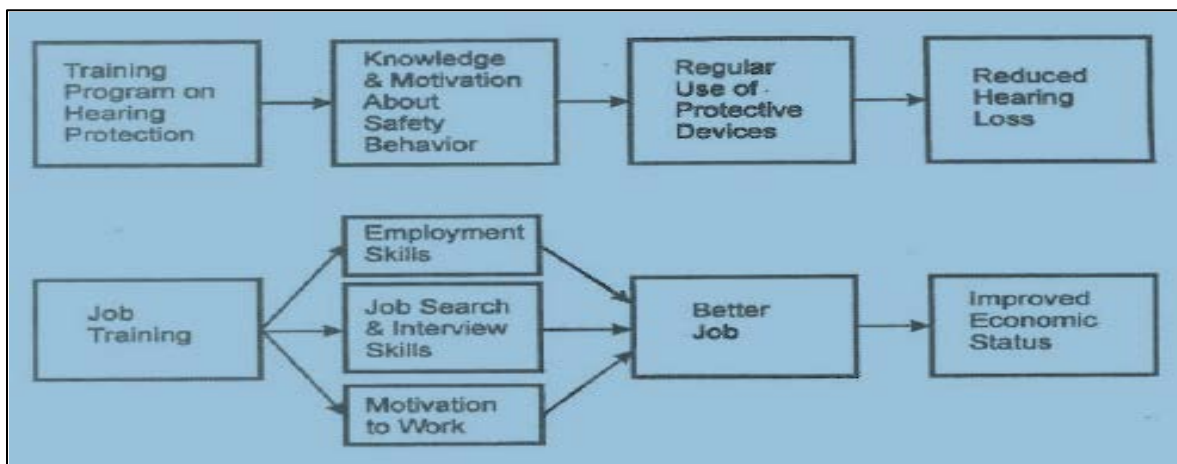 Training
Program on
Hearing
Protection
Knowledge
& Motivation
About
Safety
Behavior
Regular
Use of
Protective
Devices
Reduced
Hearing
Loss
Job
Training
Employment
Skills
Job Search
& Interview
Skills
Motivation
to Work
Better
Job
Improved
Economic
Status